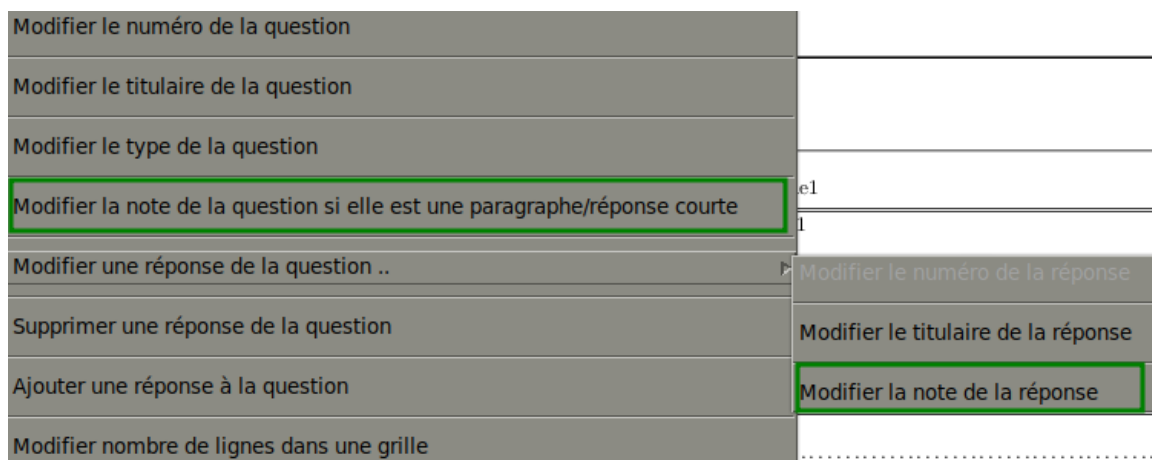 Modifier le numéro de la question
Modifier le titulaire de la question
Modifier le type de la question
e1
Modifier la note de la question si elle est une paragraphe/réponse courte
1
Modifier une réponse de la question ..
Modifier le numéro de la réponse
Supprimer une réponse de la question
Modifier le titulaire de la réponse
Ajouter une réponse à la question
Modifier la note de la réponse
Modifier nombre de lignes dans une grille